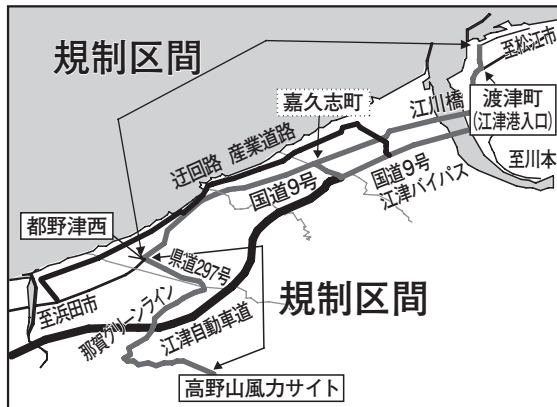 規制区間
至松江市
嘉久志町
江川橋
渡津町
(江津港入口)
迂回路 産業道路
至川本
国道9号
国道9号
江津バイパス
都野津西
県道297号
至浜田市
規制区間
那賀グリーンライン
江津自動車道
高野山風力サイト